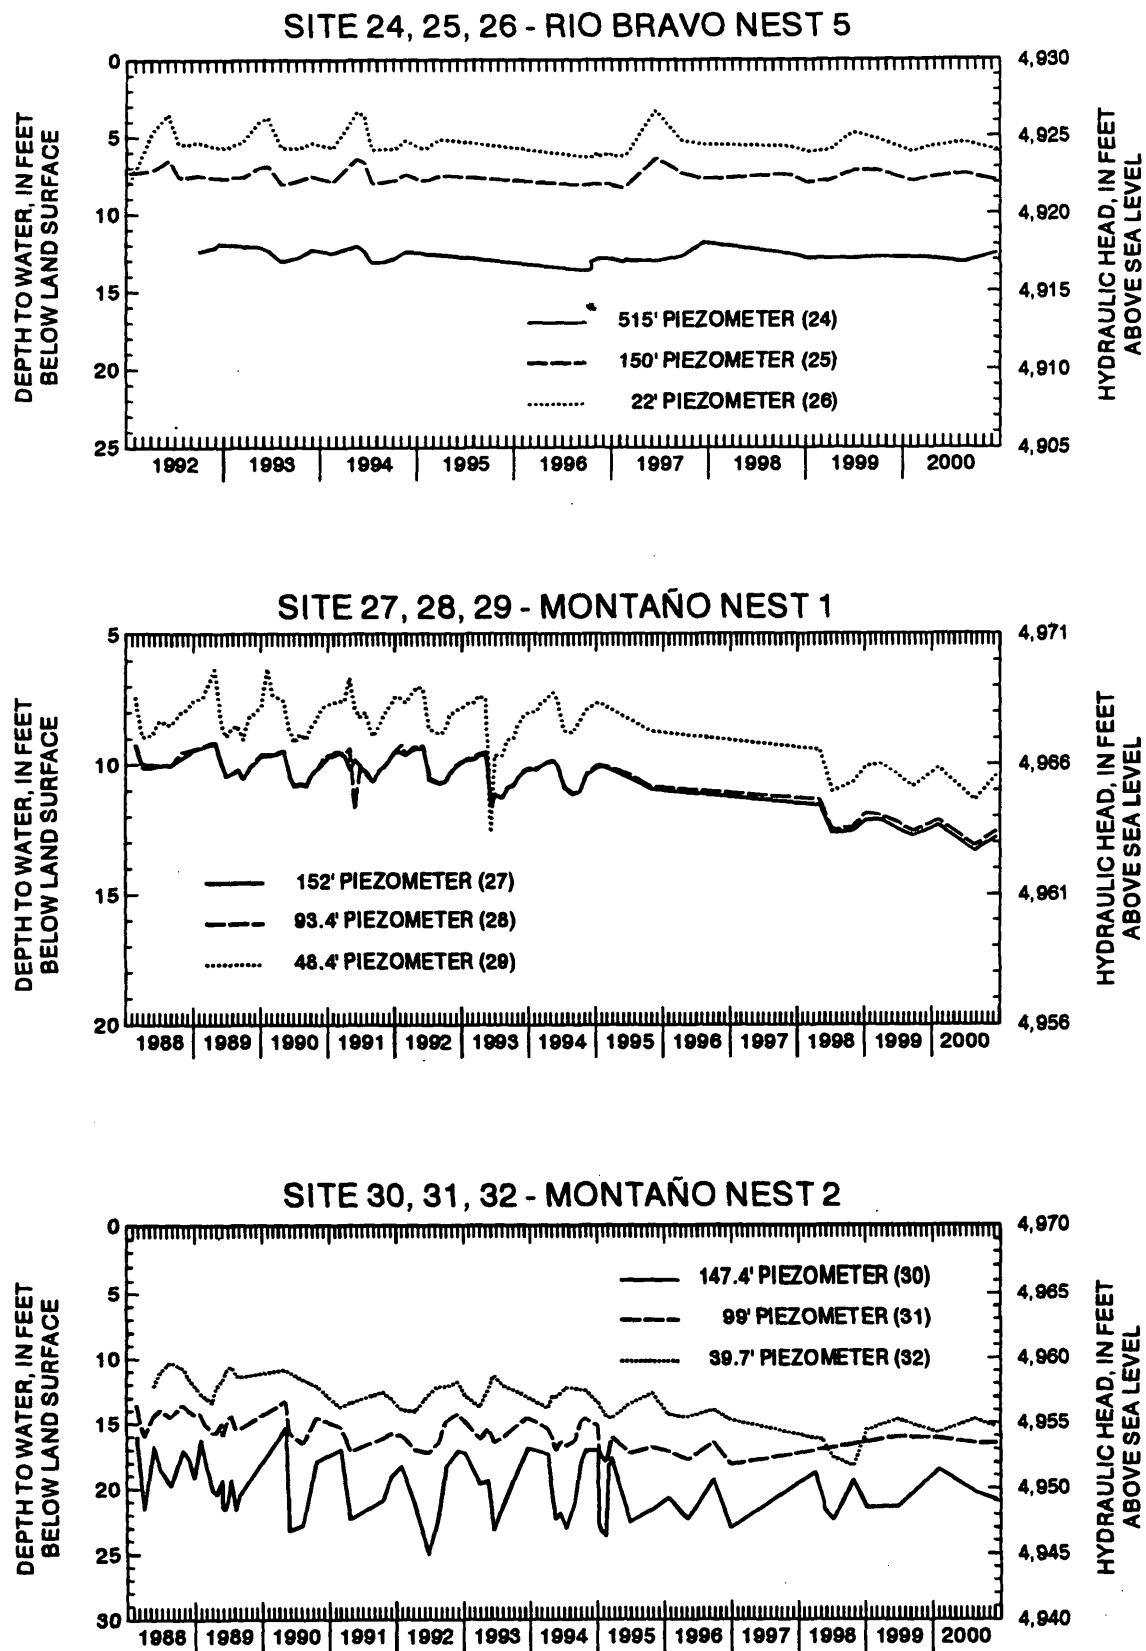 SITE 24, 25, 26 - RIO BRAVO NEST 5
DEPTH TO WATER, IN FEET
BELOW LAND SURFACE
0
5
10
15
20
25
4,930
4,925
4,920
4,915
4,910
4,905
HYDRAULIC HEAD, IN FEET
ABOVE SEA LEVEL
515' PIEZOMETER (24)
150' PIEZOMETER (25)
22' PIEZOMETER (26)
1992 1993 1994 1995 1996 1997 1998 1999 2000
SITE 27, 28, 29 - MONTAÑO NEST 1
DEPTH TO WATER, IN FEET
BELOW LAND SURFACE
5
10
15
20
4,971
4,966
4,961
4,956
HYDRAULIC HEAD, IN FEET
ABOVE SEA LEVEL
152' PIEZOMETER (27)
93.4' PIEZOMETER (28)
48.4' PIEZOMETER (29)
1988 1989 1990 1991 1992 1993 1994 1995 1996 1997 1998 1999 2000
SITE 30, 31, 32 - MONTAÑO NEST 2
DEPTH TO WATER, IN FEET
BELOW LAND SURFACE
0
5
10
15
20
25
30
4,970
4,965
4,960
4,955
4,950
4,945
4,940
HYDRAULIC HEAD, IN FEET
ABOVE SEA LEVEL
147.4' PIEZOMETER (30)
99' PIEZOMETER (31)
39.7' PIEZOMETER (32)
1988 1989 1990 1991 1992 1993 1994 1995 1996 1997 1998 1999 2000